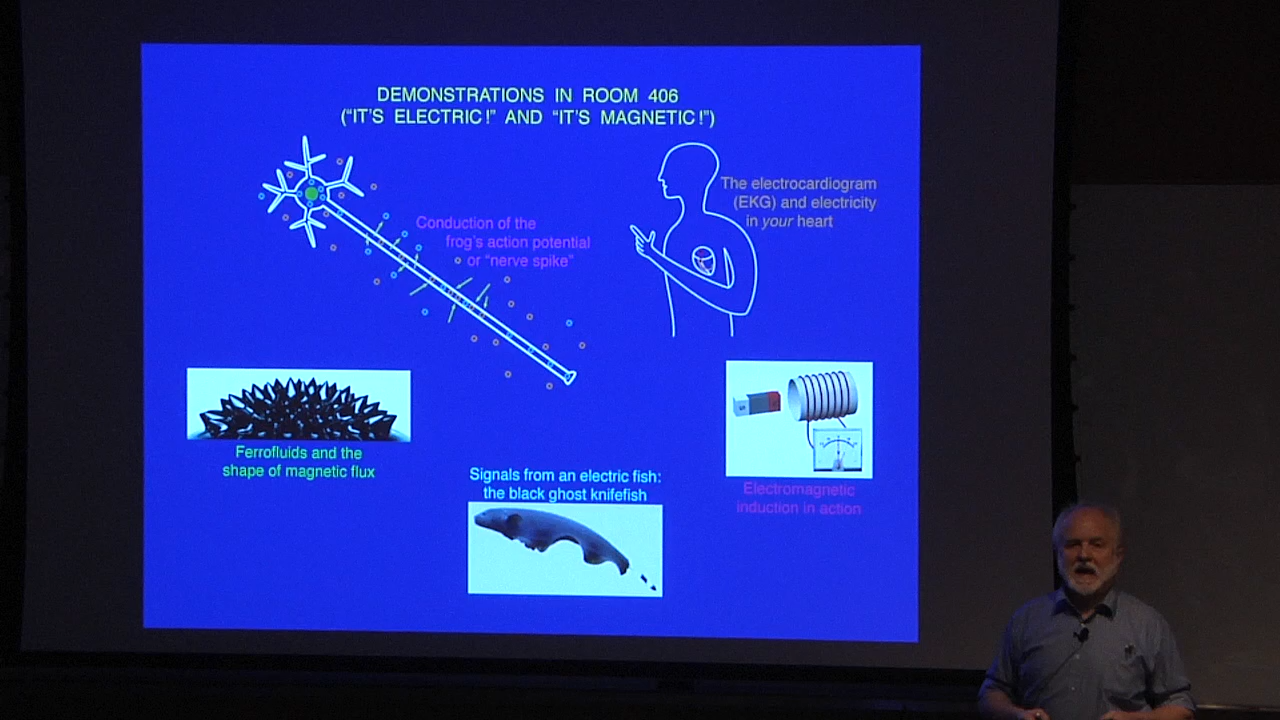 DEMONSTRATIONS IN ROOM 406
("IT'S ELECTRIC!" AND "IT'S MAGNETIC!")
Conduction of the
frog's action potential
or "nerve spike"
The electrocardiogram
(EKG) and electricity
in your heart
Ferrofluids and the
shape of magnetic flux
Signals from an electric fish:
the black ghost knifefish
Electromagnetic
induction in action